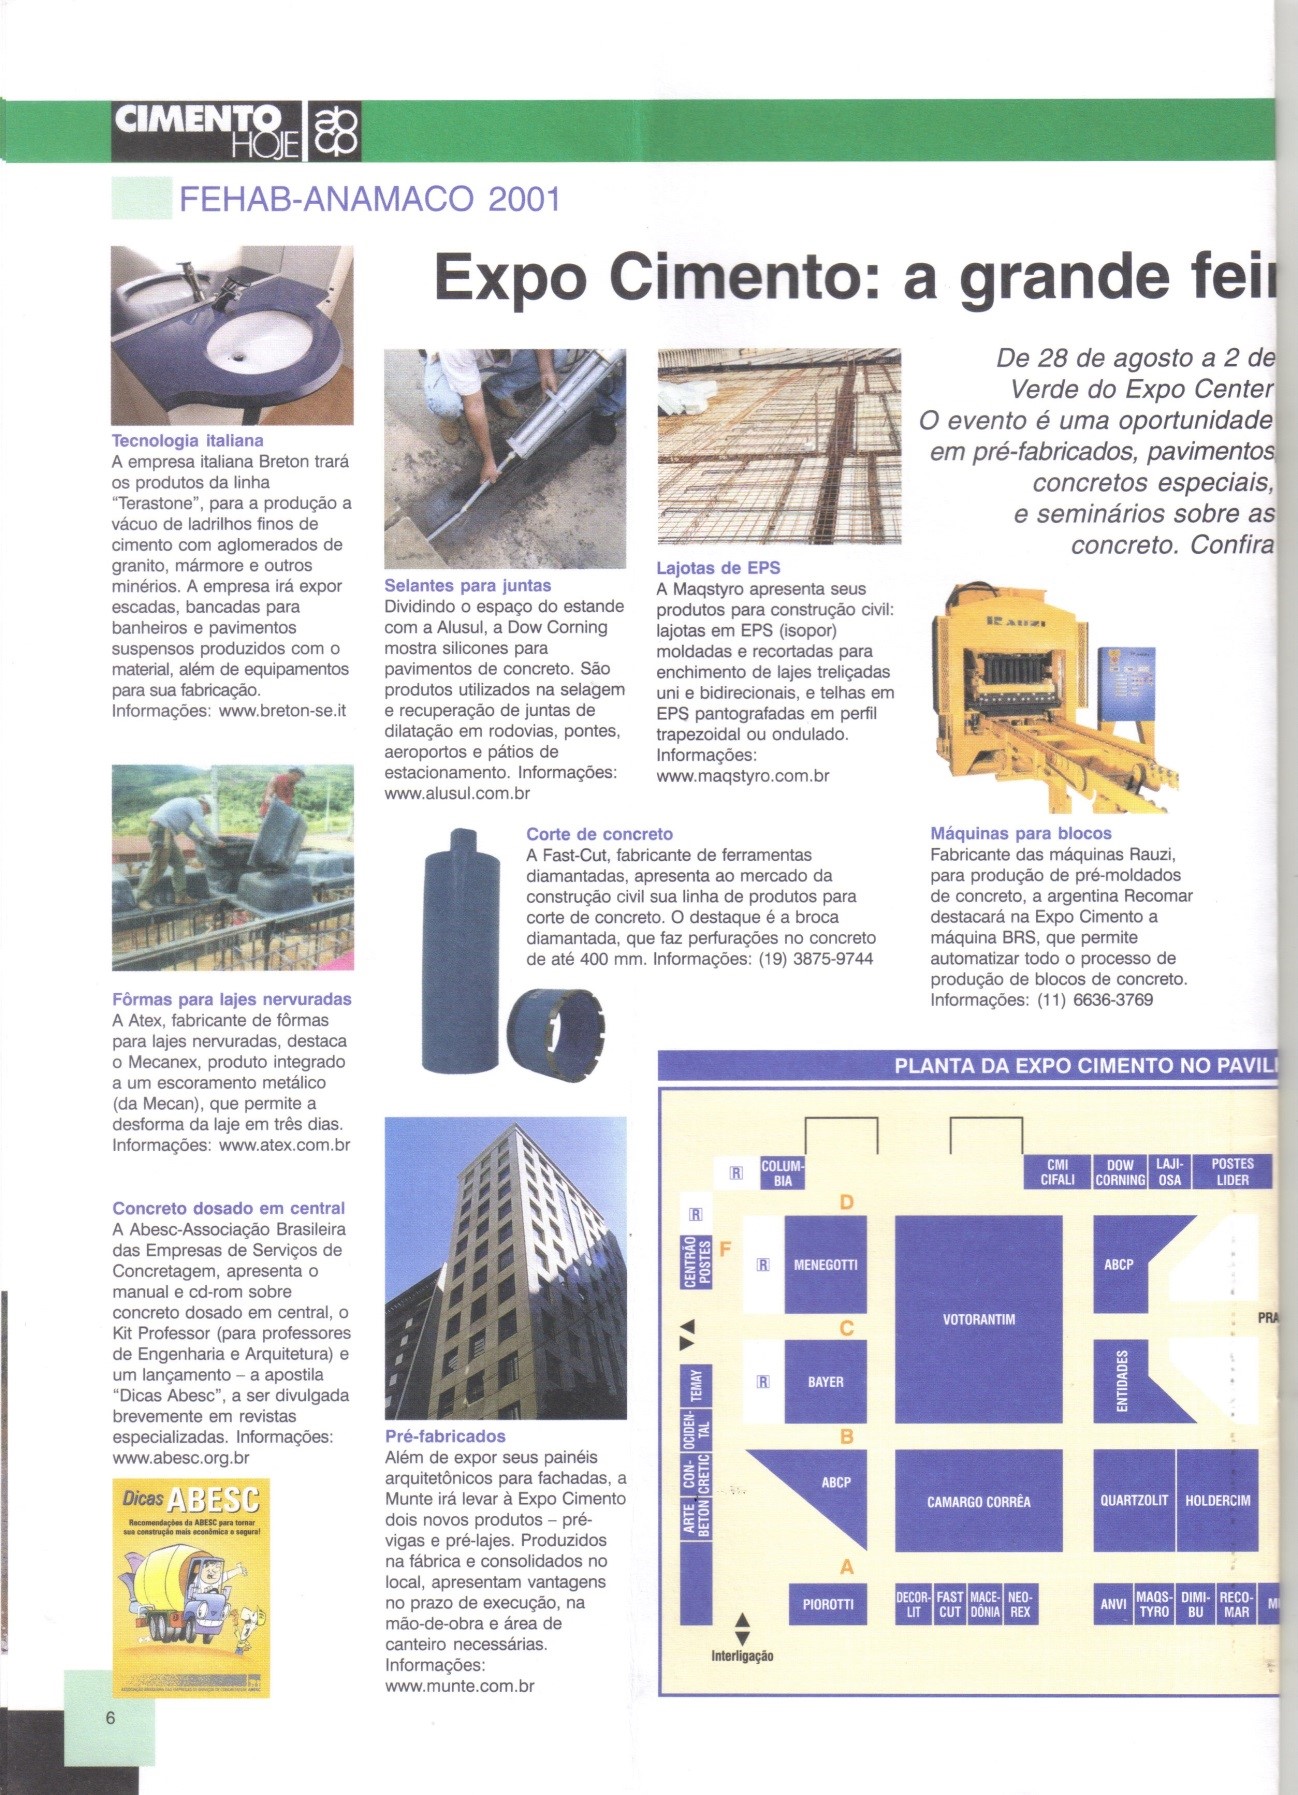 CIMENTO
HOJE
abcp
FEHAB-ANAMACO 2001
Expo Cimento: a grande fei
De 28 de agosto a 2 de
Verde do Expo Center
O evento é uma oportunidade
em pré-fabricados, pavimentos
concretos especiais,
e seminários sobre as
concreto. Confira
Tecnologia italiana
A empresa italiana Breton trará
os produtos da linha
“Terastone”, para a produção a
vácuo de ladrilhos finos de
cimento com aglomerados de
granito, mármore e outros
minérios. A empresa irá expor
escadas, bancadas para
banheiros e pavimentos
suspensos produzidos com o
material, além de equipamentos
para sua fabricação.
Informações: www.breton-se.it
Fôrmas para lajes nervuradas
A Atex, fabricante de fôrmas
para lajes nervuradas, destaca
o Mecanex, produto integrado
a um escoramento metálico
(da Mecan), que permite a
desforma da laje em três dias.
Informações: www.atex.com.br
Concreto dosado em central
A Abesc-Associação Brasileira
das Empresas de Serviços de
Concretagem, apresenta o
manual e cd-rom sobre
concreto dosado em central, o
Kit Professor (para professores
de Engenharia e Arquitetura) e
um lançamento – a apostila
“Dicas Abesc”, a ser divulgada
brevemente em revistas
especializadas. Informações:
www.abesc.org.br
Dicas ABESC
Recomendações da ABESC para tornar
sua construção mais econômica e segura!
Selantes para juntas
Dividindo o espaço do estande
com a Alusul, a Dow Corning
mostra silicones para
pavimentos de concreto. São
produtos utilizados na selagem
e recuperação de juntas de
dilatação em rodovias, pontes,
aeroportos e pátios de
estacionamento. Informações:
www.alusul.com.br
Lajotas de EPS
A Maqstyro apresenta seus
produtos para construção civil:
lajotas em EPS (isopor)
moldadas e recortadas para
enchimento de lajes treliçadas
uni e bidirecionais, e telhas em
EPS pantografadas em perfil
trapezoidal ou ondulado.
Informações:
www.maqstyro.com.br
Corte de concreto
A Fast-Cut, fabricante de ferramentas
diamantadas, apresenta ao mercado da
construção civil sua linha de produtos para
corte de concreto. O destaque é a broca
diamantada, que faz perfurações no concreto
de até 400 mm. Informações: (19) 3875-9744
RAUZI
Máquinas para blocos
Fabricante das máquinas Rauzi,
para produção de pré-moldados
de concreto, a argentina Recomar
destacará na Expo Cimento a
máquina BRS, que permite
automatizar todo o processo de
produção de blocos de concreto.
Informações: (11) 6636-3769
Pré-fabricados
Além de expor seus painéis
arquitetônicos para fachadas, a
Munte irá levar à Expo Cimento
dois novos produtos – pré-
vigas e pré-lajes. Produzidos
na fábrica e consolidados no
local, apresentam vantagens
no prazo de execução, na
mão-de-obra e área de
canteiro necessárias.
Informações:
www.munte.com.br
PLANTA DA EXPO CIMENTO NO PAVIL
R
COLUM-
BIA
CMI
CIFALI
DOW
CORNING
LAJI-
OSA
POSTES
LIDER
R
D
F
CENTRÃO
POSTES
R
MENEGOTTI
VOTORANTIM
ABCP
PRA
C
TEMAY
R
BAYER
ENTIDADES
OCIDEN-
TAL
B
CON-
CRETIC
ABCP
CAMARGO CORRÊA
QUARTZOLIT
HOLDERCIM
ARTE
BETON
A
PIOROTTI
DECOR-
LIT
FAST
CUT
MACE-
DÔNIA
NEO-
REX
ANVI
MAQS-
TYRO
DIMI-
BU
RECO-
MAR
M
Interligação
6